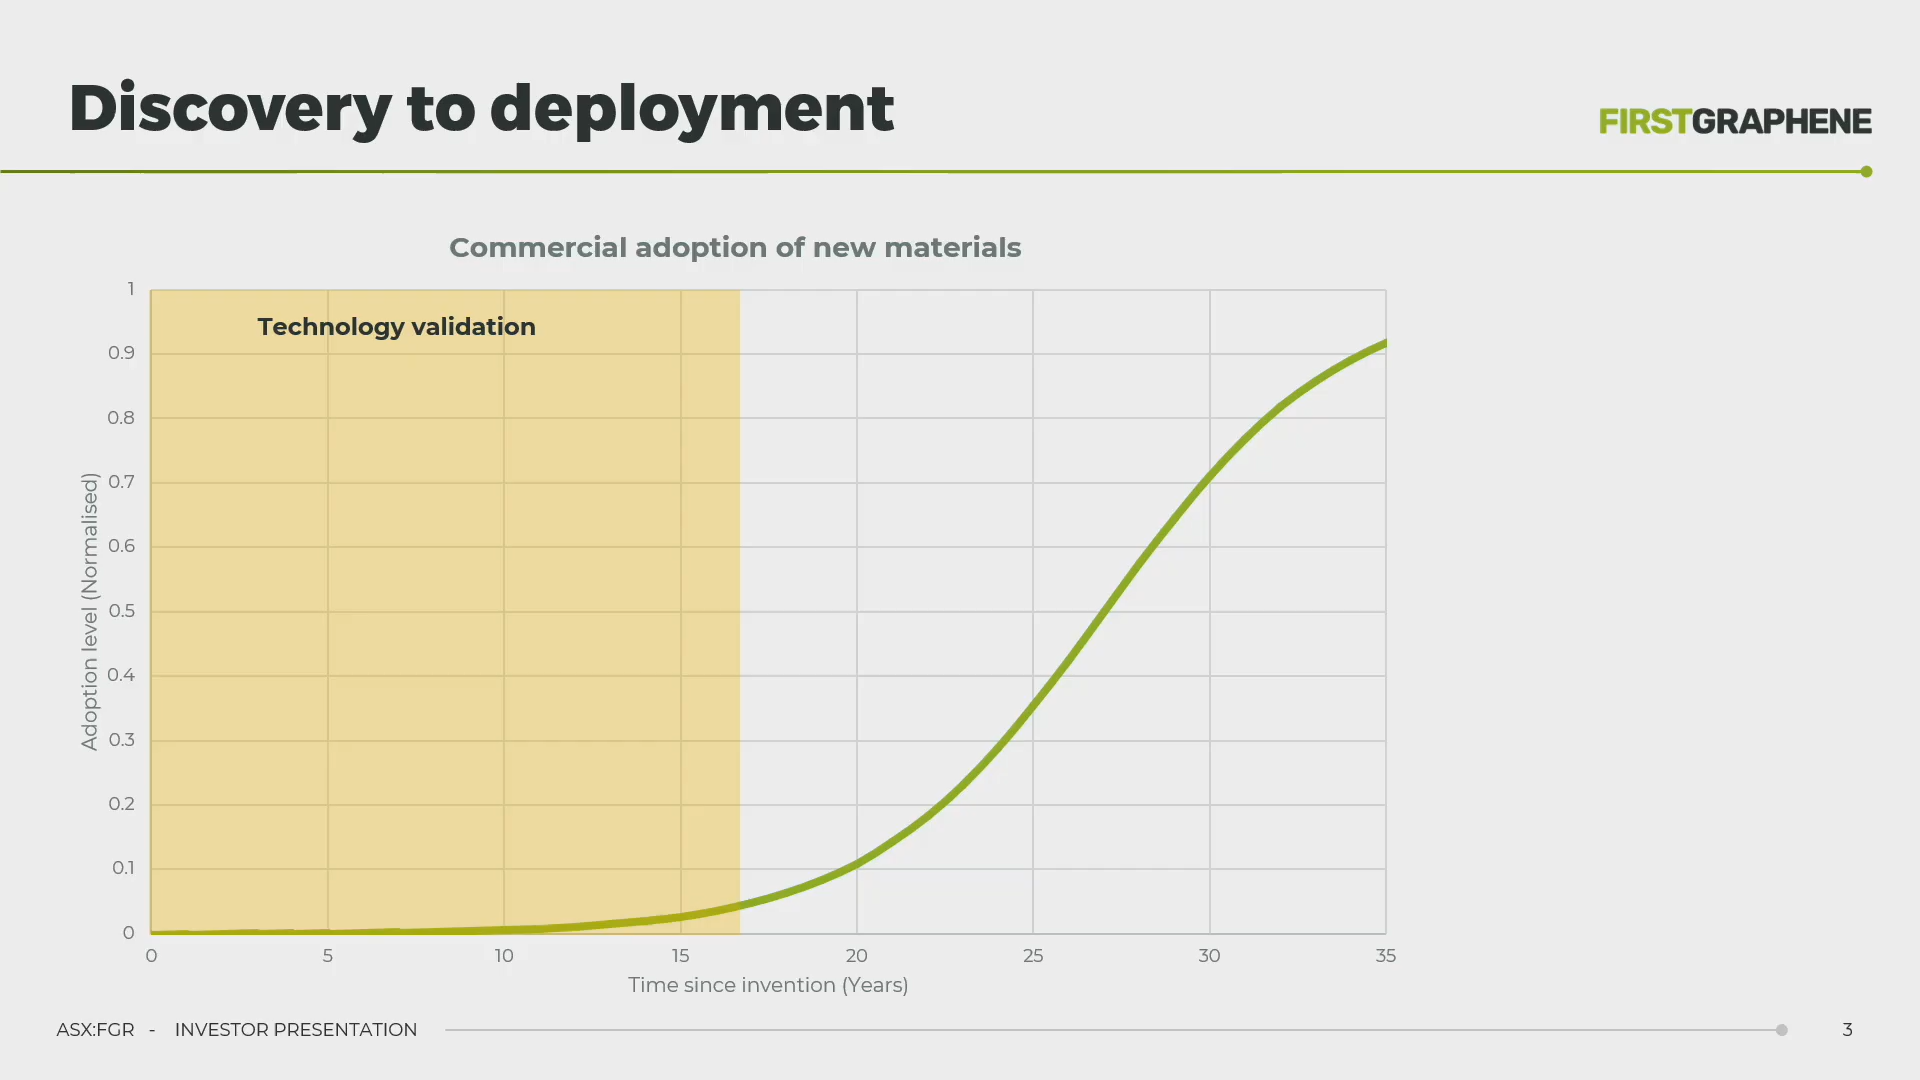 Discovery to deployment
FIRSTGRAPHENE
Commercial adoption of new materials
Technology validation
1
0.9
0.8
0.7
0.6
0.5
0.4
0.3
0.2
0.1
0
Adoption level (Normalised)
0 5 10 15 20 25 30 35
Time since invention (Years)
ASX:FGR - INVESTOR PRESENTATION
3